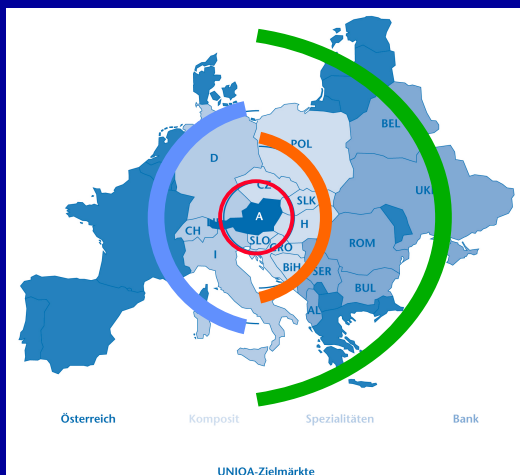 BEL
POL
D
CZ
UKR
SLK
A
H
CH
SLO
CRO
ROM
I
BiH
SER
BUL
AL
Österreich Komposit Spezialitäten Bank
UNIQA-Zielmärkte